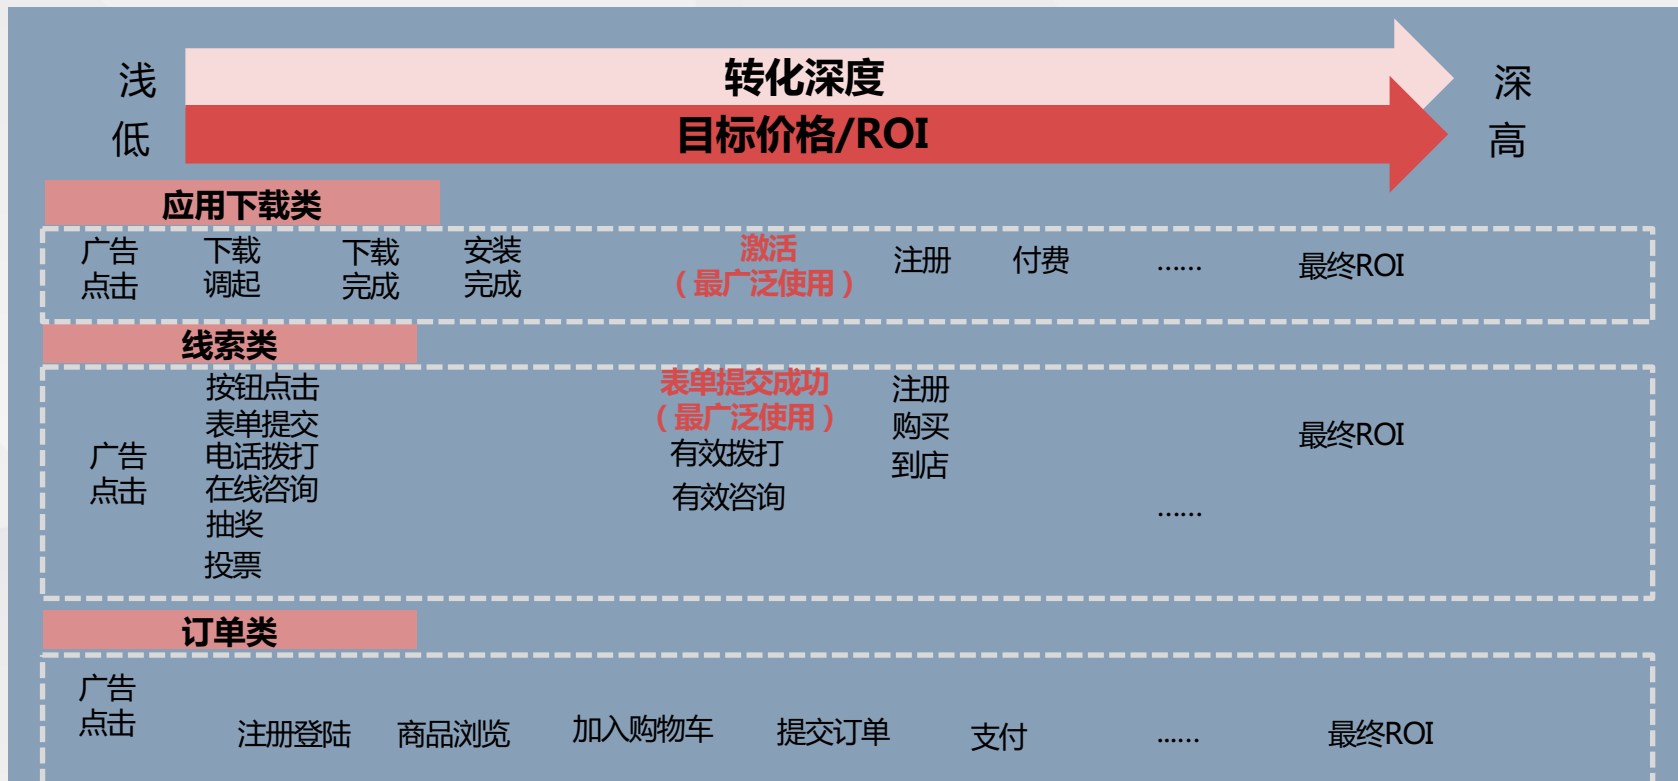 浅
转化深度
深
低
目标价格/ROI
高
应用下载类
广告
点击
下载
调起
下载
完成
安装
完成
激活
（最广泛使用）
注册
付费
......
最终ROI
线索类
广告
点击
按钮点击
表单提交
电话拨打
在线咨询
抽奖
投票
表单提交成功
（最广泛使用）
有效拨打
有效咨询
注册
购买
到店
......
最终ROI
订单类
广告
点击
注册登陆
商品浏览
加入购物车
提交订单
支付
......
最终ROI